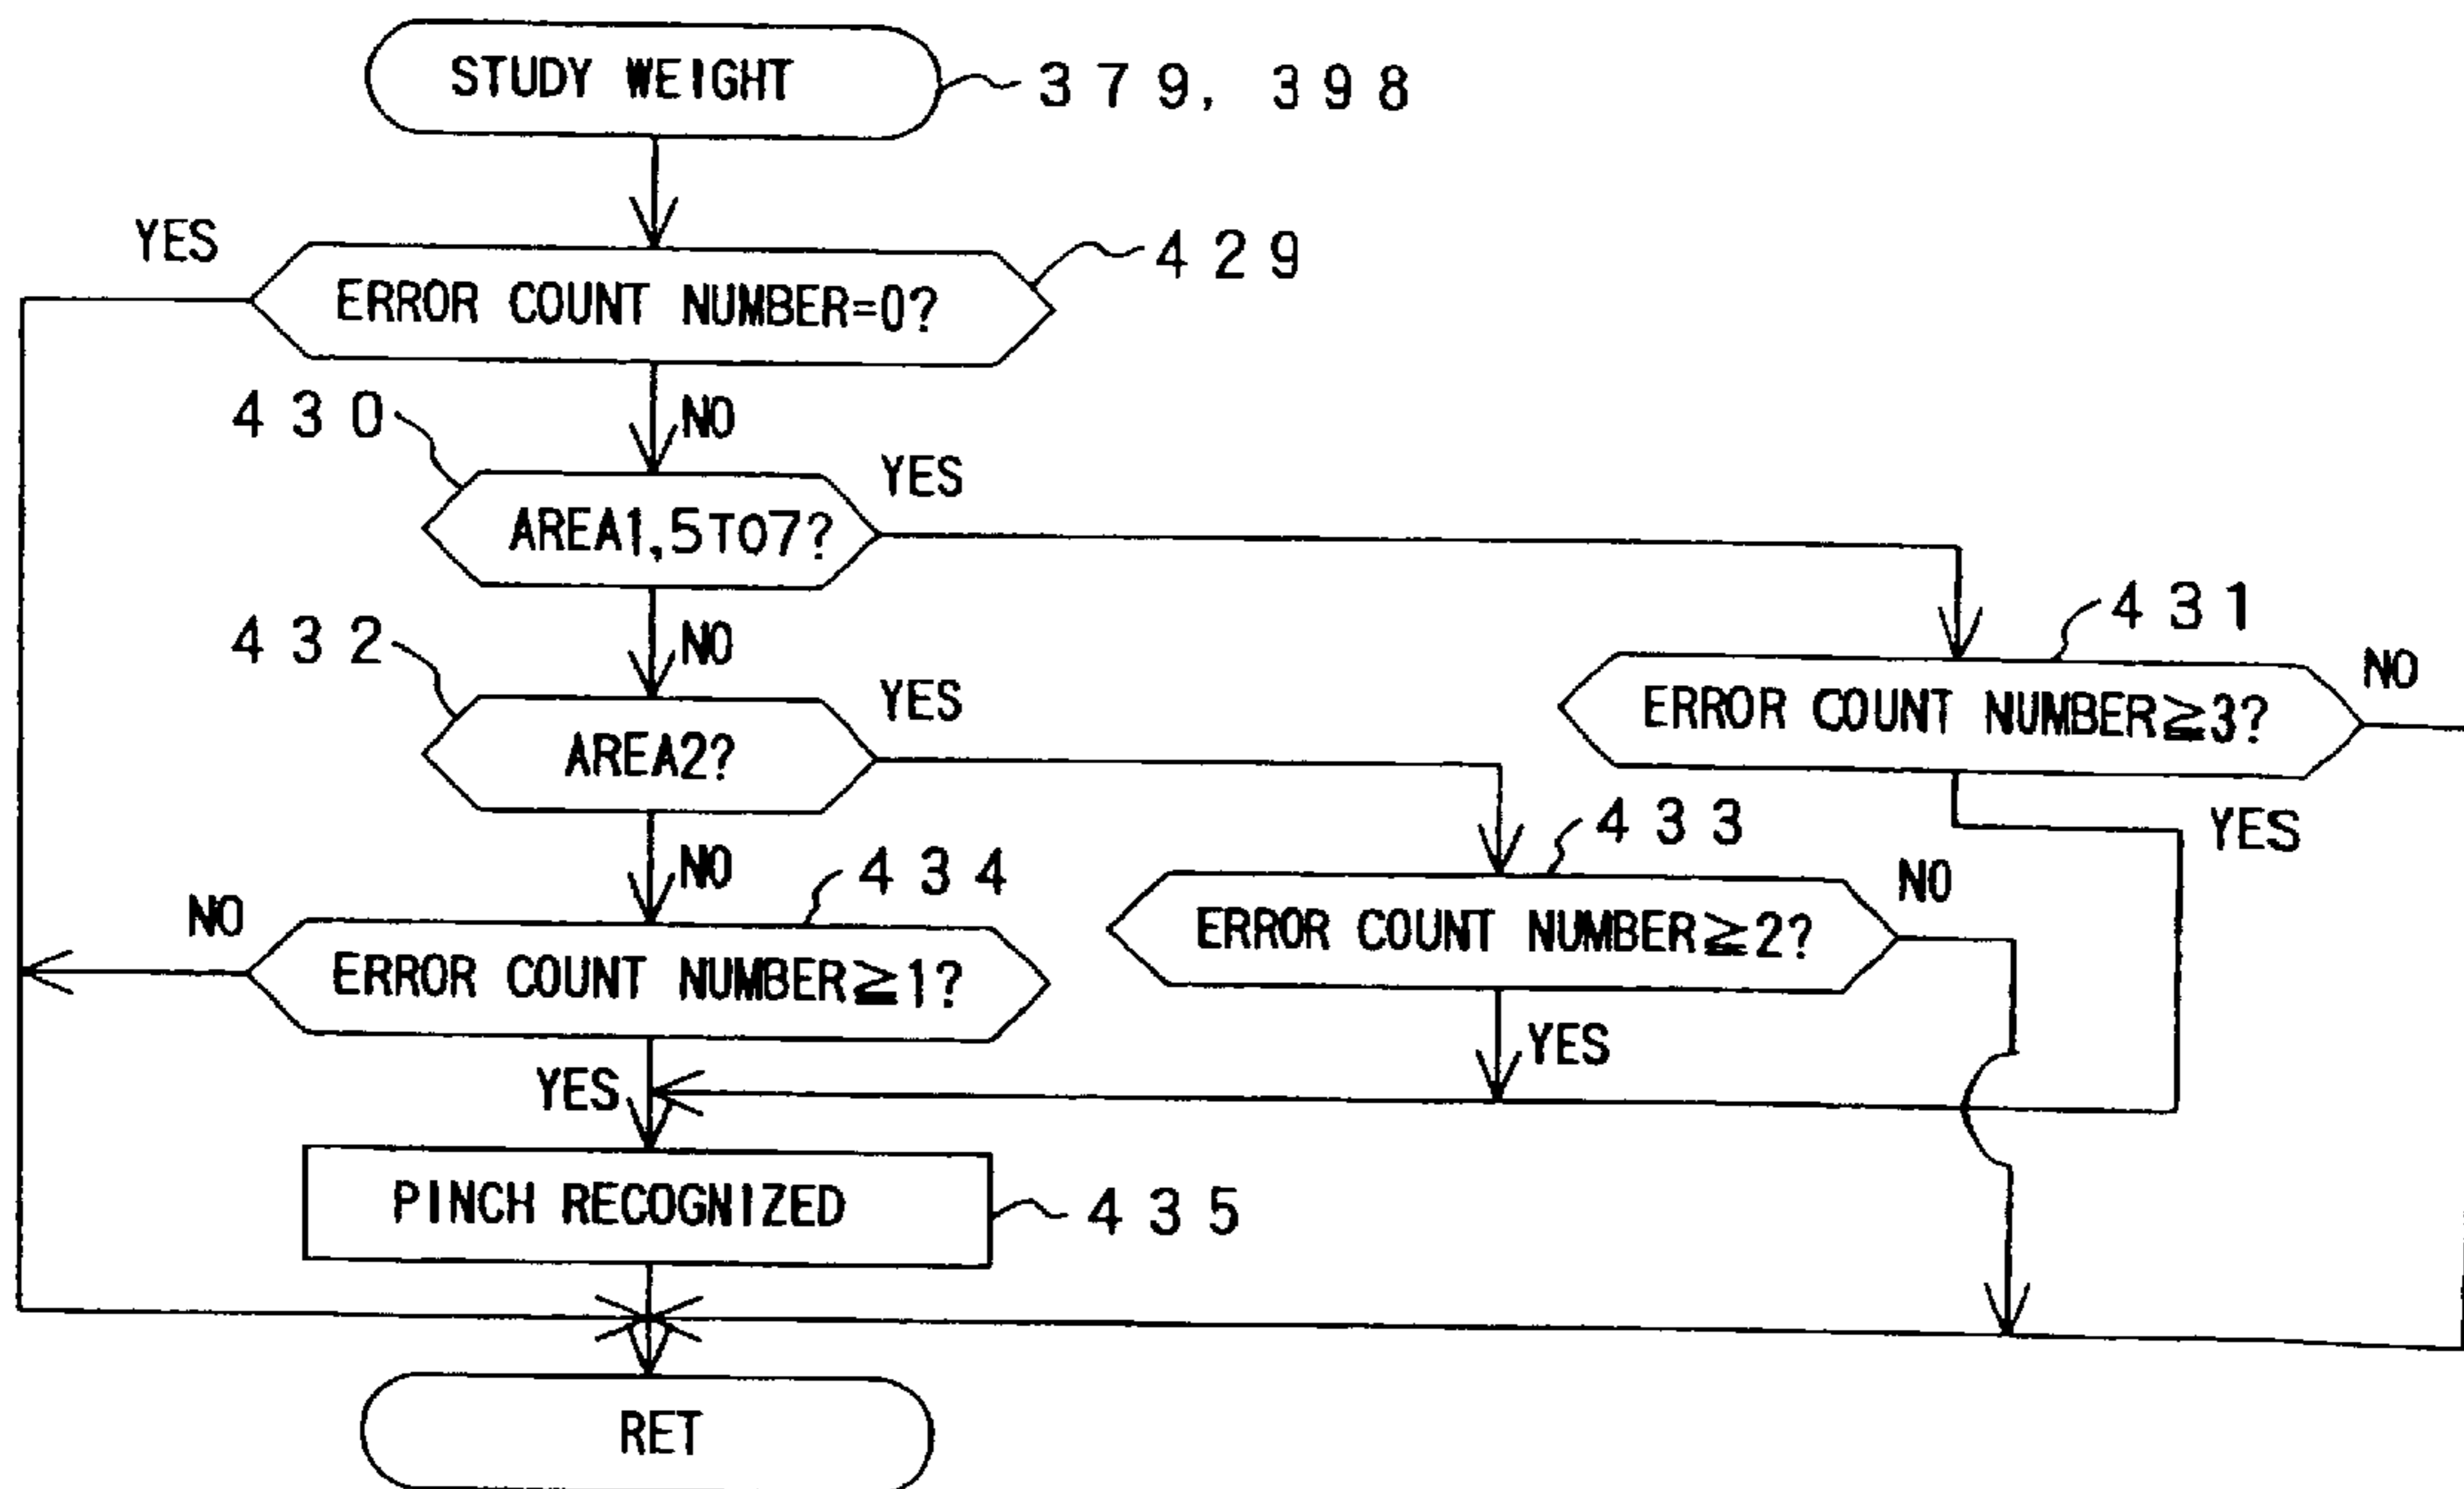 STUDY WEIGHT
379, 398
YES
429
ERROR COUNT NUMBER=0?
430
NO
YES
AREA1,5TO7?
432
NO
YES
431
NO
ERROR COUNT NUMBER≧3?
AREA2?
433
YES
434
NO
NO
NO
ERROR COUNT NUMBER≧2?
ERROR COUNT NUMBER≧1?
YES
YES
PINCH RECOGNIZED
435
RET